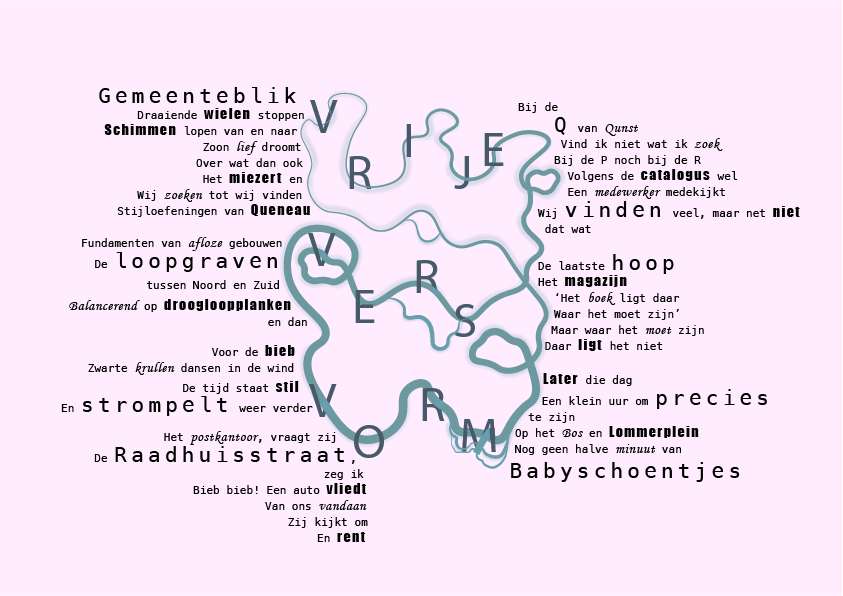 VRIJE
VERS
VORM
Gemeenteblik
Draaiende wielen stoppen
Schimmen lopen van en naar
Zoon lief droomt
Over wat dan ook
Het miezert en
Wij zoeken tot wij vinden
Stijloefeningen van Queneau
Fundamenten van afloze gebouwen
De loopgraven
tussen Noord en Zuid
Balancerend op droogloopplanken
en dan
Voor de bieb
Zwarte krullen dansen in de wind
De tijd staat stil
En strompelt weer verder
Het postkantoor, vraagt zij
De Raadhuisstraat,
zeg ik
Bieb bieb! Een auto vliedt
Van ons vandaan
Zij kijkt om
En rent
Bij de
Q van Qunst
Vind ik niet wat ik zoek
Bij de P noch bij de R
Volgens de catalogus wel
Een medewerker medekijkt
Wij vinden veel, maar net niet
dat wat
De laatste hoop
Het magazijn
‘Het boek ligt daar
Waar het moet zijn’
Maar waar het moet zijn
Daar ligt het niet
Later die dag
Een klein uur om precies
te zijn
Op het Bos en Lommerplein
Nog geen halve minuut van
Babyschoentjes